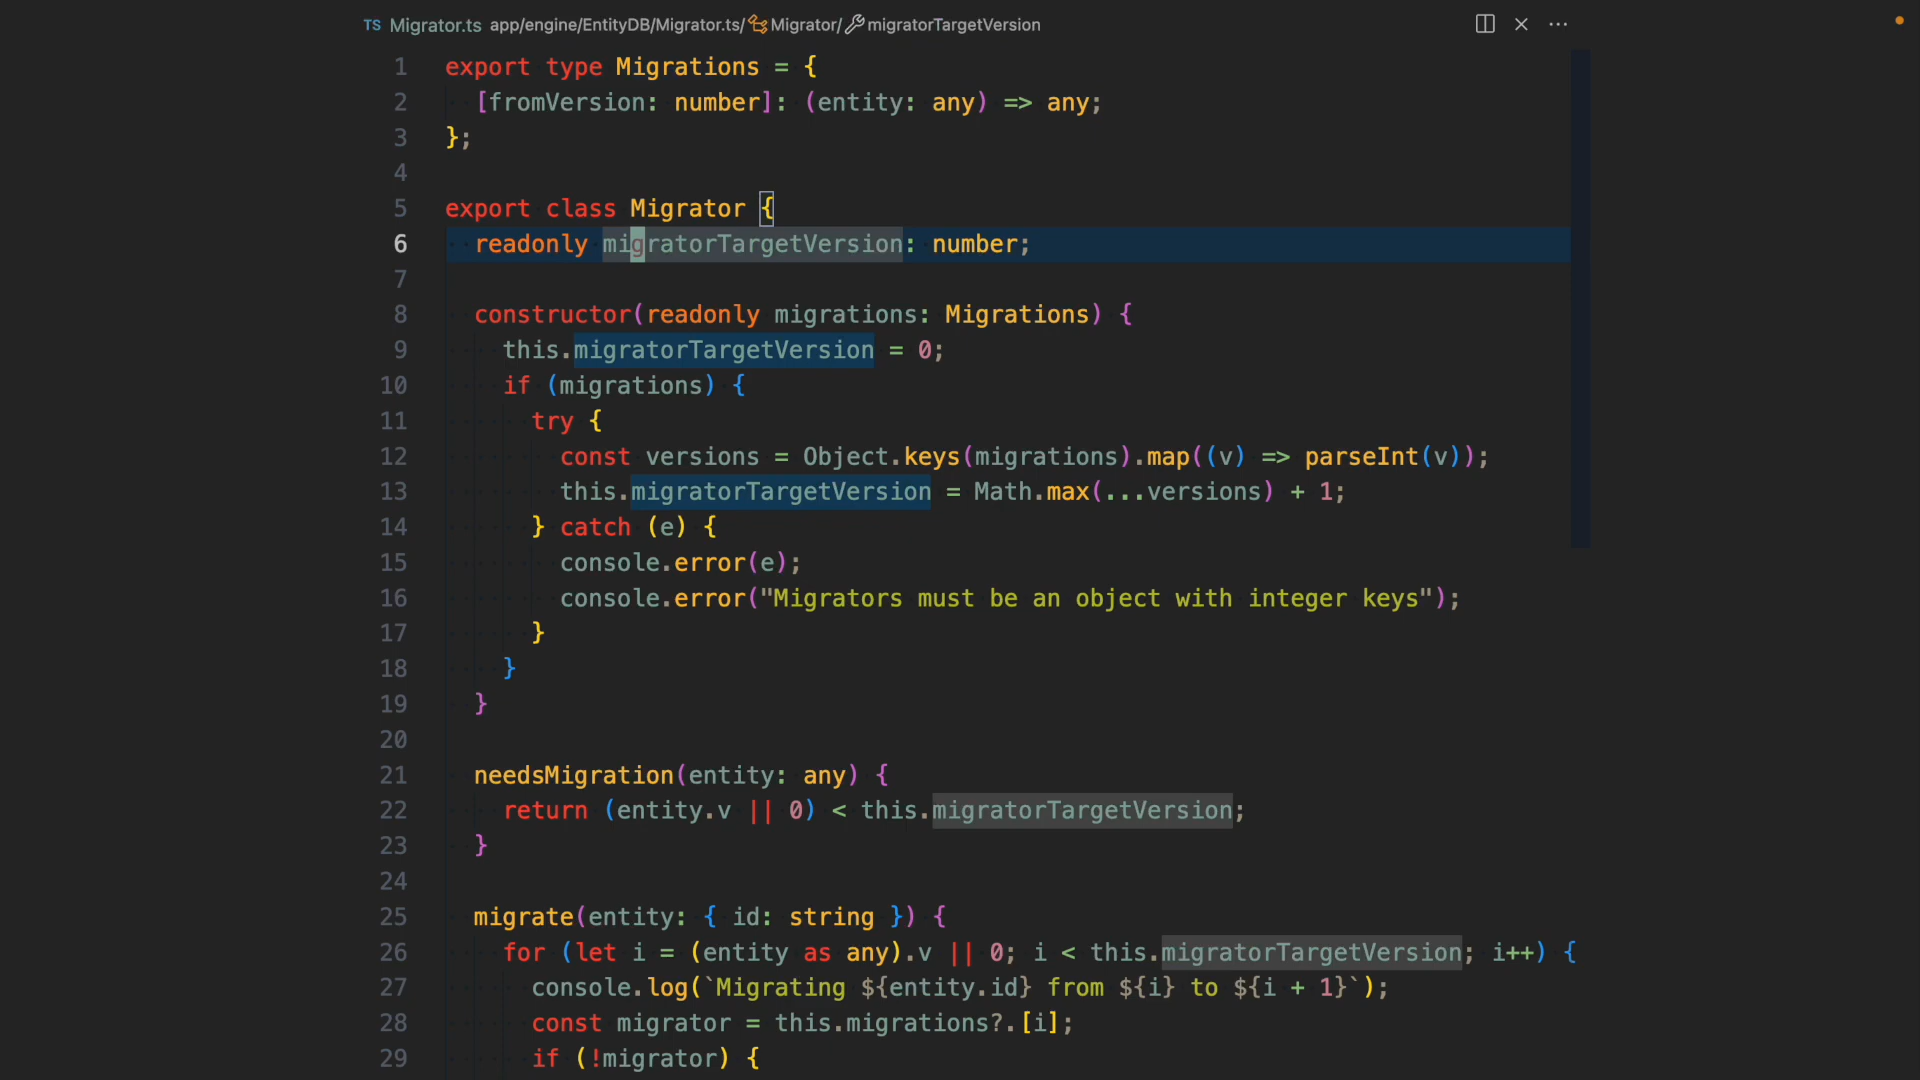 TS Migrator.ts app/engine/EntityDB/Migrator.ts/ Migrator/ migratorTargetVersion
1 export type Migrations = {
2 [fromVersion: number]: (entity: any) => any;
3 };
4
5 export class Migrator {
6 readonly migratorTargetVersion: number;
7
8 constructor(readonly migrations: Migrations) {
9 this.migratorTargetVersion = 0;
10 if (migrations) {
11 try {
12 const versions = Object.keys(migrations).map((v) => parseInt(v));
13 this.migratorTargetVersion = Math.max(...versions) + 1;
14 } catch (e) {
15 console.error(e);
16 console.error("Migrators must be an object with integer keys");
17 }
18 }
19 }
20
21 needsMigration(entity: any) {
22 return (entity.v || 0) < this.migratorTargetVersion;
23 }
24
25 migrate(entity: { id: string }) {
26 for (let i = (entity as any).v || 0; i < this.migratorTargetVersion; i++) {
27 console.log(`Migrating ${entity.id} from ${i} to ${i + 1}`);
28 const migrator = this.migrations?.[i];
29 if (!migrator) {